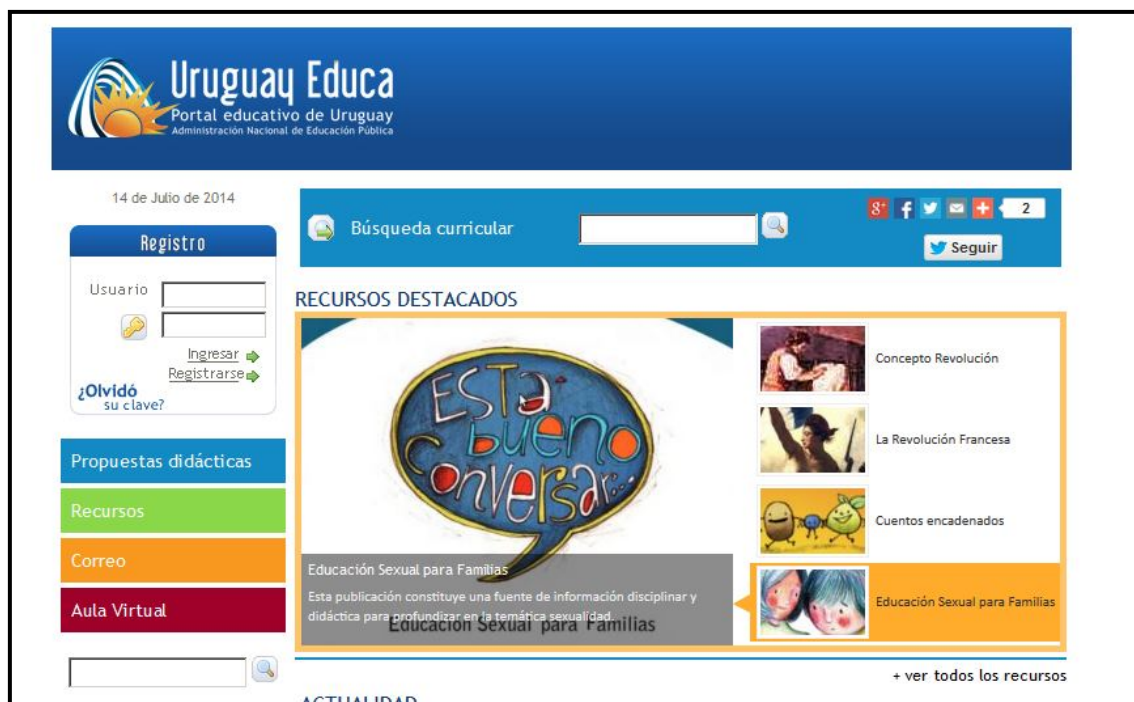 Uruguay Educa
Portal educativo de Uruguay
Administración Nacional de Educación Pública
14 de Julio de 2014
Registro
Usuario
Ingresar
Registrarse
¿Olvidó
su clave?
Propuestas didácticas
Recursos
Correo
Aula Virtual
Búsqueda curricular
8+
f
+
2
Seguir
RECURSOS DESTACADOS
ESTA
bueno
conversar...
Educación Sexual para Familias
Esta publicación constituye una fuente de información disciplinar y
didáctica para profundizar en la temática sexualidad.
Educación Sexual para Familias
Concepto Revolución
La Revolución Francesa
Cuentos encadenados
Educación Sexual para Familias
+ ver todos los recursos
ACTUALIDAD